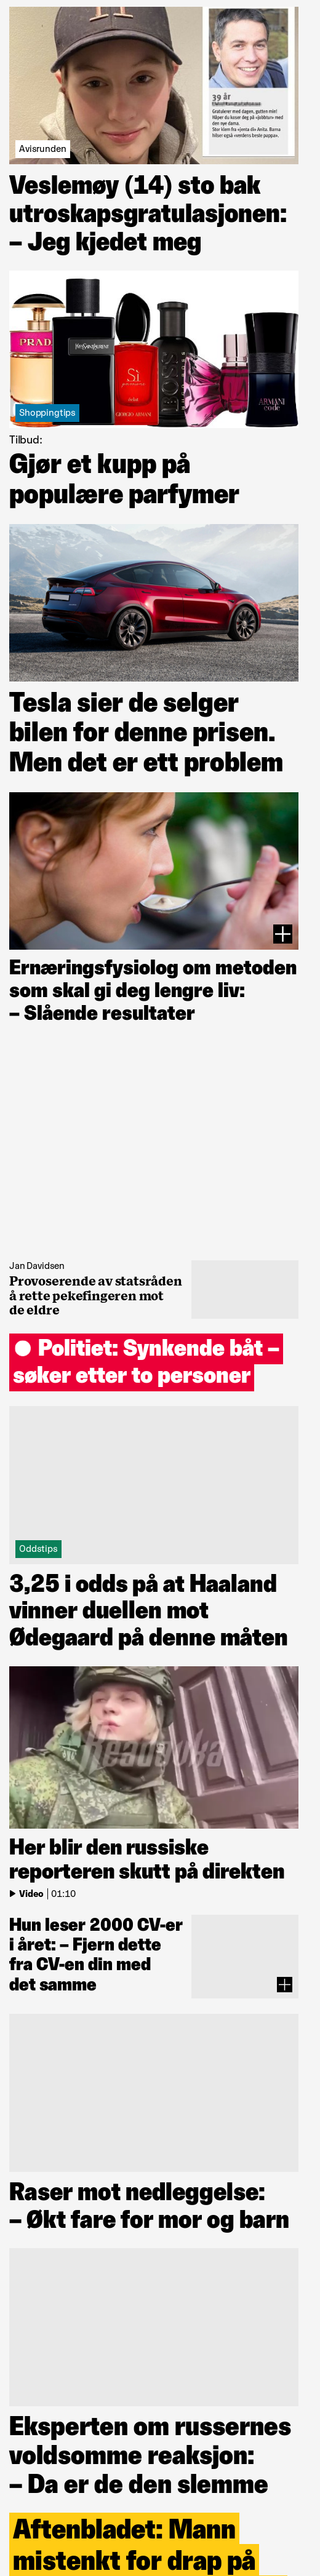 39 år
Gratulerer med dagen, gutten min!
Håper du koser deg på «jobbtur» med
den nye dama.
Stor klem fra «jenta di» Anita. Barna
hilser også «verdens beste pappa».
Avisrunden
Veslemøy (14) sto bak
utroskapsgratulasjonen:
– Jeg kjedet meg
PRADA
YvesSaintLaurent
Sì
GIORGIO ARMANI
BOSS
ARMANI
code
Shoppingtips
Tilbud:
Gjør et kupp på
populære parfymer
Tesla sier de selger
bilen for denne prisen.
Men det er ett problem
Ernæringsfysiolog om metoden
som skal gi deg lengre liv:
– Slående resultater
Jan Davidsen
Provoserende av statsråden
å rette pekefingeren mot
de eldre
Politiet: Synkende båt –
søker etter to personer
Oddstips
3,25 i odds på at Haaland
vinner duellen mot
Ødegaard på denne måten
Her blir den russiske
reporteren skutt på direkten
Video | 01:10
Hun leser 2000 CV-er
i året: – Fjern dette
fra CV-en din med
det samme
Raser mot nedleggelse:
– Økt fare for mor og barn
Eksperten om russernes
voldsomme reaksjon:
– Da er de den slemme
Aftenbladet: Mann
mistenkt for drap på